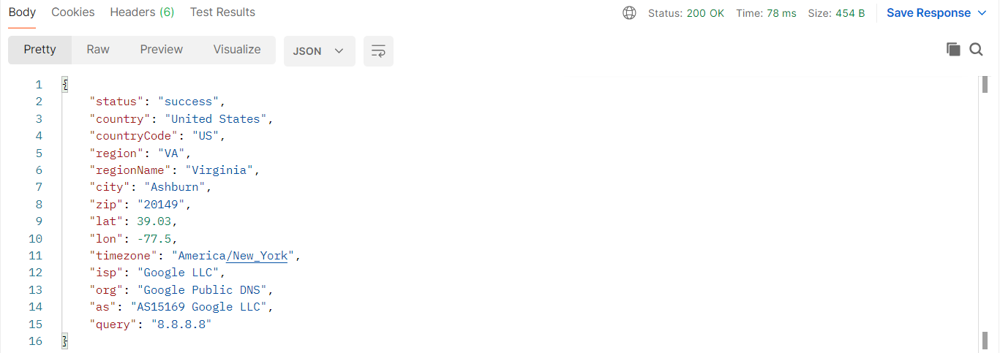 Body Cookies Headers (6) Test Results Status: 200 OK Time: 78 ms Size: 454 B Save Response
Pretty Raw Preview Visualize JSON
1 {
2 "status": "success",
3 "country": "United States",
4 "countryCode": "US",
5 "region": "VA",
6 "regionName": "Virginia",
7 "city": "Ashburn",
8 "zip": "20149",
9 "lat": 39.03,
10 "lon": -77.5,
11 "timezone": "America/New_York",
12 "isp": "Google LLC",
13 "org": "Google Public DNS",
14 "as": "AS15169 Google LLC",
15 "query": "8.8.8.8"
16 }